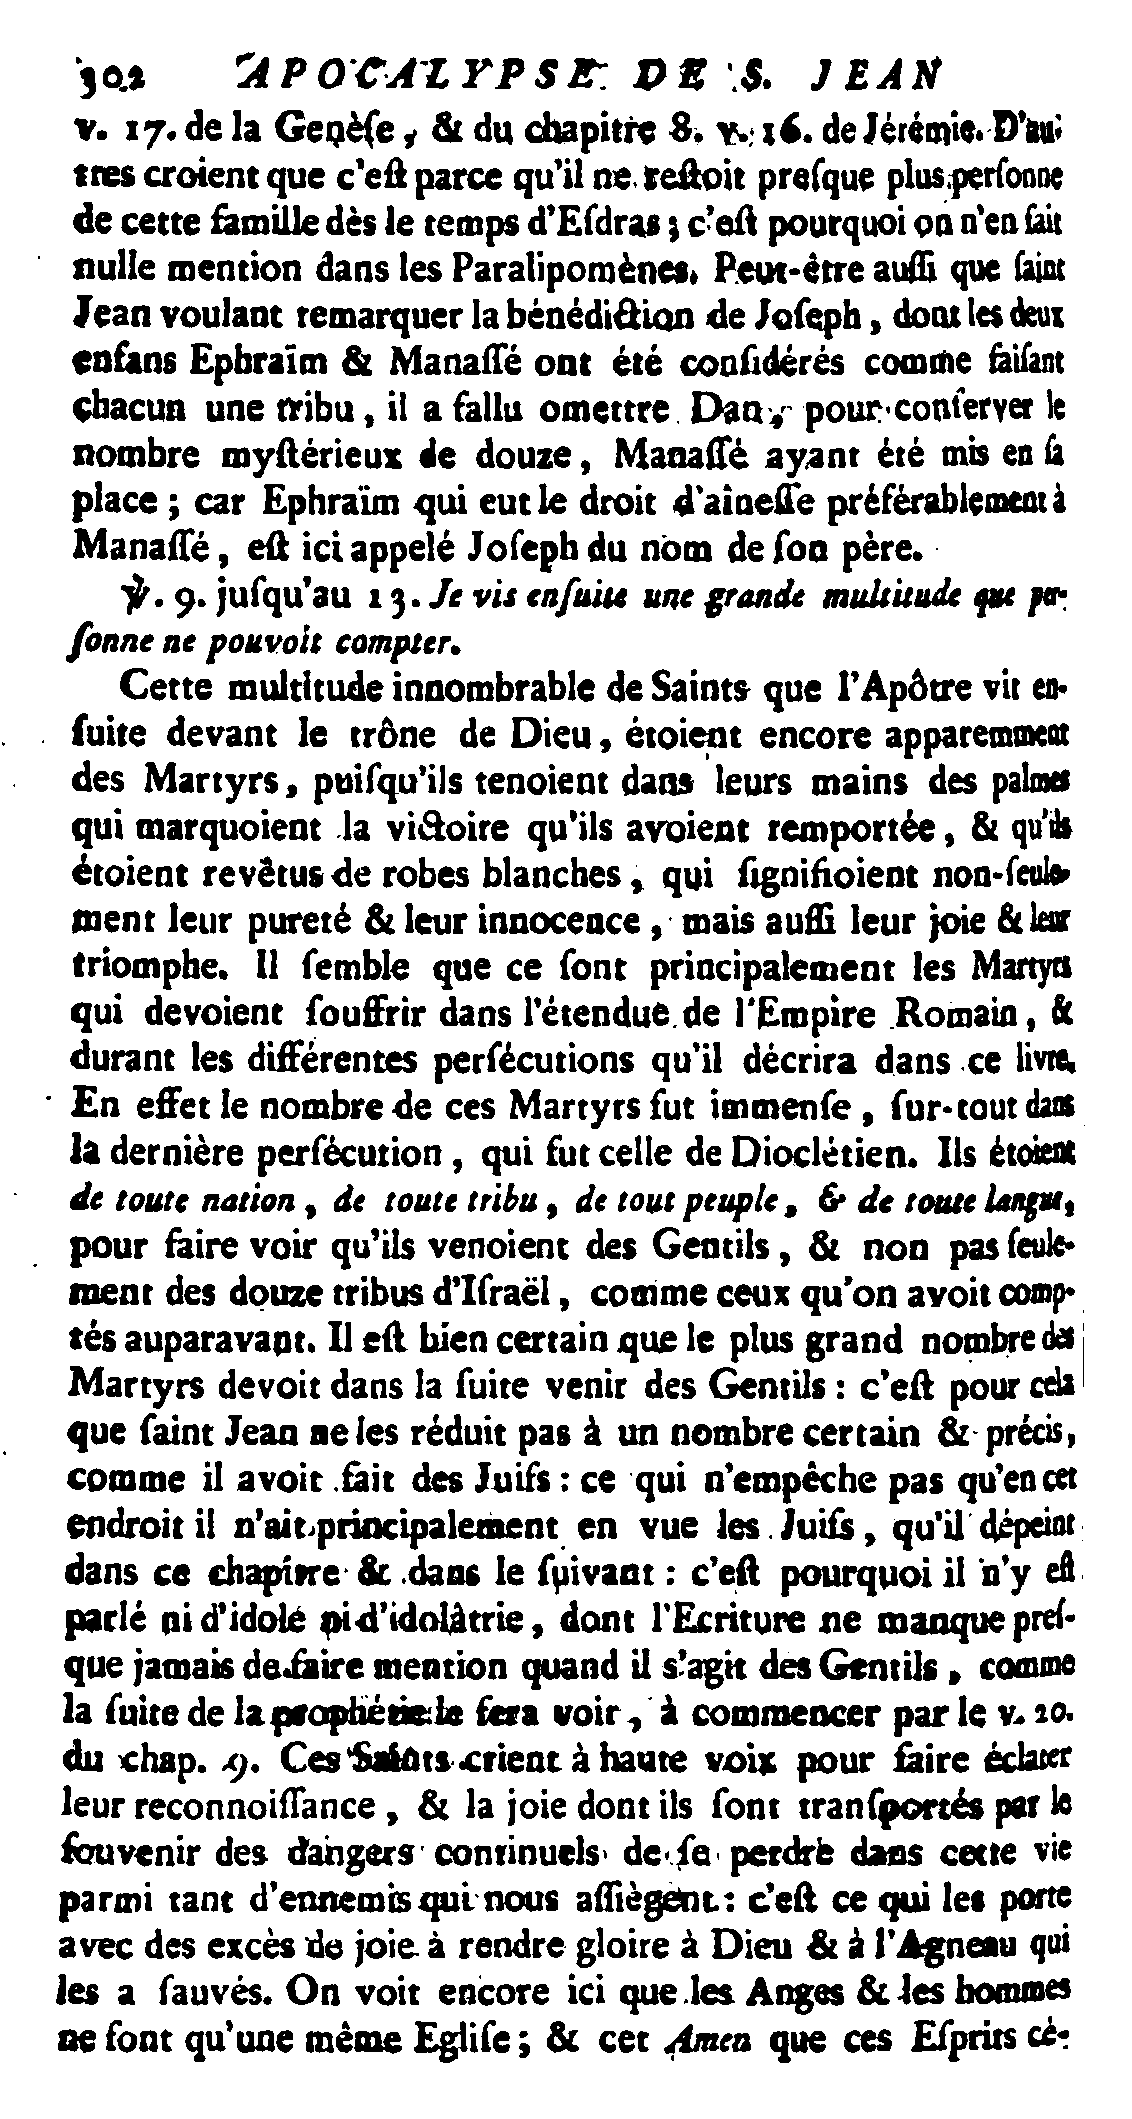 302 APOCALYPSE DE S. JEAN
v. 17. de la Genèſe, & du chapitre 8. v. 16. de Jérémie. D'au-
tres croient que c'eſt parce qu'il ne reſtoit preſque plus perſonne
de cette famille dès le temps d'Eſdras ; c'eſt pourquoi on n'en fait
nulle mention dans les Paralipomènes. Peut-être auſſi que ſaint
Jean voulant remarquer la bénédiction de Joſeph, dont les deux
enfans Ephraïm & Manaſſé ont été conſidérés comme faiſant
chacun une tribu, il a fallu omettre Dan, pour conſerver le
nombre myſtérieux de douze, Manaſſé ayant été mis en ſa
place ; car Ephraïm qui eut le droit d'aîneſſe préférablement à
Manaſſé, eſt ici appelé Joſeph du nom de ſon père.
℣. 9. juſqu'au 13. Je vis enſuite une grande multitude que per-
ſonne ne pouvoit compter.
Cette multitude innombrable de Saints que l'Apôtre vit en-
ſuite devant le trône de Dieu, étoient encore apparemment
des Martyrs, puiſqu'ils tenoient dans leurs mains des palmes
qui marquoient la victoire qu'ils avoient remportée, & qu'ils
étoient revêtus de robes blanches, qui ſignifioient non-ſeule-
ment leur pureté & leur innocence, mais auſſi leur joie & leur
triomphe. Il ſemble que ce ſont principalement les Martyrs
qui devoient ſouffrir dans l'étendue de l'Empire Romain, &
durant les différentes perſécutions qu'il décrira dans ce livre.
En effet le nombre de ces Martyrs fut immenſe, ſur-tout dans
la dernière perſécution, qui fut celle de Dioclétien. Ils étoient
de toute nation, de toute tribu, de tout peuple, & de toute langue,
pour faire voir qu'ils venoient des Gentils, & non pas ſeule-
ment des douze tribus d'Iſraël, comme ceux qu'on avoit comp-
tés auparavant. Il eſt bien certain que le plus grand nombre des
Martyrs devoit dans la ſuite venir des Gentils : c'eſt pour cela
que ſaint Jean ne les réduit pas à un nombre certain & précis,
comme il avoit fait des Juifs : ce qui n'empêche pas qu'en cet
endroit il n'ait principalement en vue les Juifs, qu'il dépeint
dans ce chapitre & dans le ſuivant : c'eſt pourquoi il n'y eſt
parlé ni d'idole ni d'idolâtrie, dont l'Ecriture ne manque preſ-
que jamais de faire mention quand il s'agit des Gentils, comme
la ſuite de la prophétie le fera voir, à commencer par le v. 20.
du chap. 9. Ces Saints crient à haute voix pour faire éclater
leur reconnoiſſance, & la joie dont ils ſont tranſportés par le
ſouvenir des dangers continuels de ſe perdre dans cette vie
parmi tant d'ennemis qui nous aſſiègent : c'eſt ce qui les porte
avec des excès de joie à rendre gloire à Dieu & à l'Agneau qui
les a ſauvés. On voit encore ici que les Anges & les hommes
ne font qu'une même Egliſe ; & cet Amen que ces Eſprits cé-